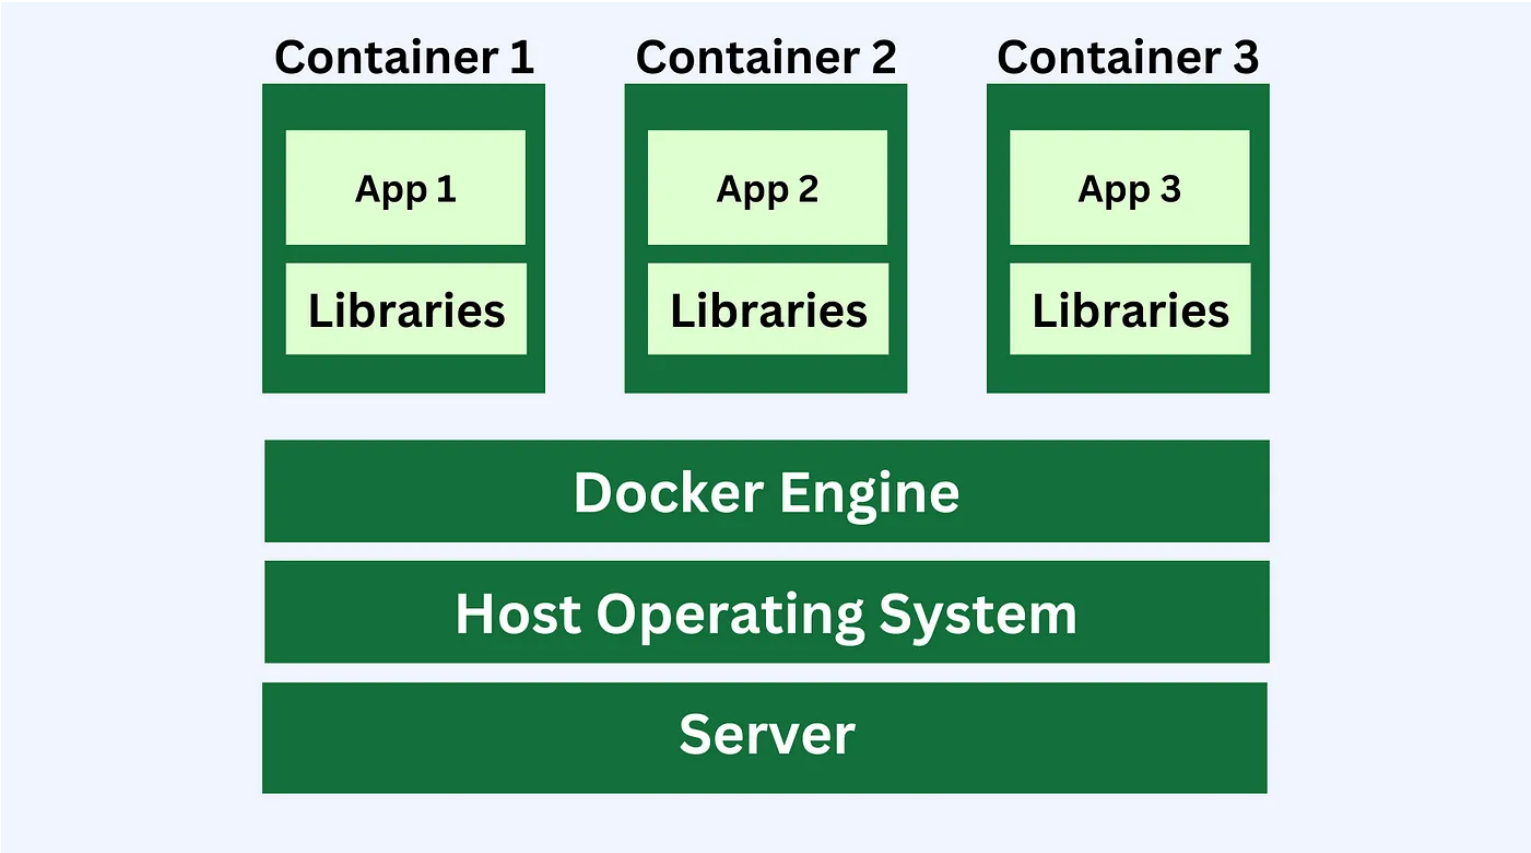 Container 1
Container 2
Container 3
App 1
App 2
App 3
Libraries
Libraries
Libraries
Docker Engine
Host Operating System
Server